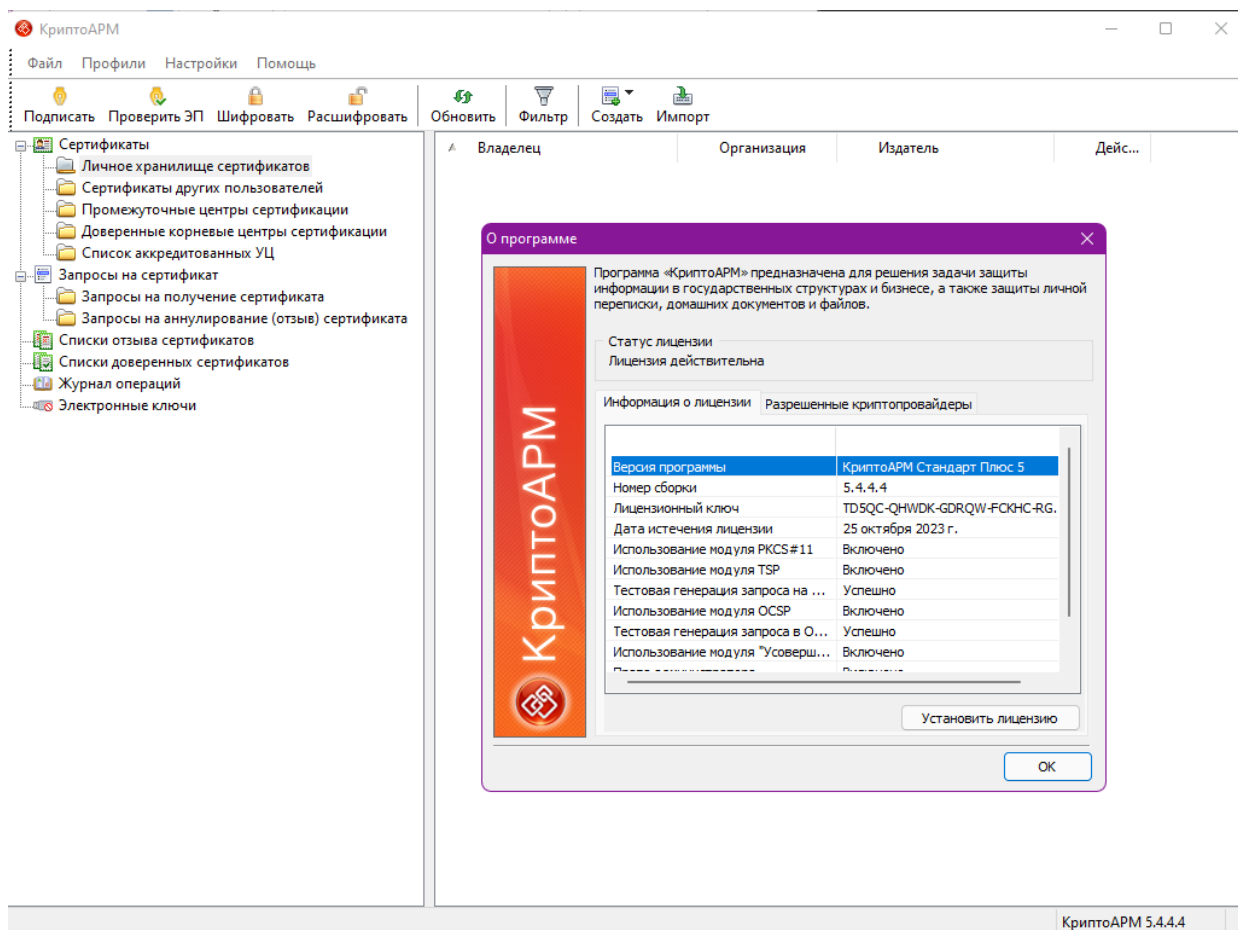 КриптоАРМ
Файл Профили Настройки Помощь
Подписать Проверить ЭП Шифровать Расшифровать Обновить Фильтр Создать Импорт
Сертификаты
Личное хранилище сертификатов
Сертификаты других пользователей
Промежуточные центры сертификации
Доверенные корневые центры сертификации
Список аккредитованных УЦ
Запросы на сертификат
Запросы на получение сертификата
Запросы на аннулирование (отзыв) сертификата
Списки отзыва сертификатов
Списки доверенных сертификатов
Журнал операций
Электронные ключи
Владелец Организация Издатель Дейс...
О программе
КриптоАРМ
Программа «КриптоАРМ» предназначена для решения задачи защиты
информации в государственных структурах и бизнесе, а также защиты личной
переписки, домашних документов и файлов.
Статус лицензии
Лицензия действительна
Информация о лицензии Разрешенные криптопровайдеры
Версия программы КриптоАРМ Стандарт Плюс 5
Номер сборки 5.4.4.4
Лицензионный ключ TD5QC-QHWDK-GDRQW-FCKHC-RG.
Дата истечения лицензии 25 октября 2023 г.
Использование модуля PKCS#11 Включено
Использование модуля TSP Включено
Тестовая генерация запроса на ... Успешно
Использование модуля OCSP Включено
Тестовая генерация запроса в О... Успешно
Использование модуля "Усоверш... Включено
Установить лицензию
ОК
КриптоАРМ 5.4.4.4